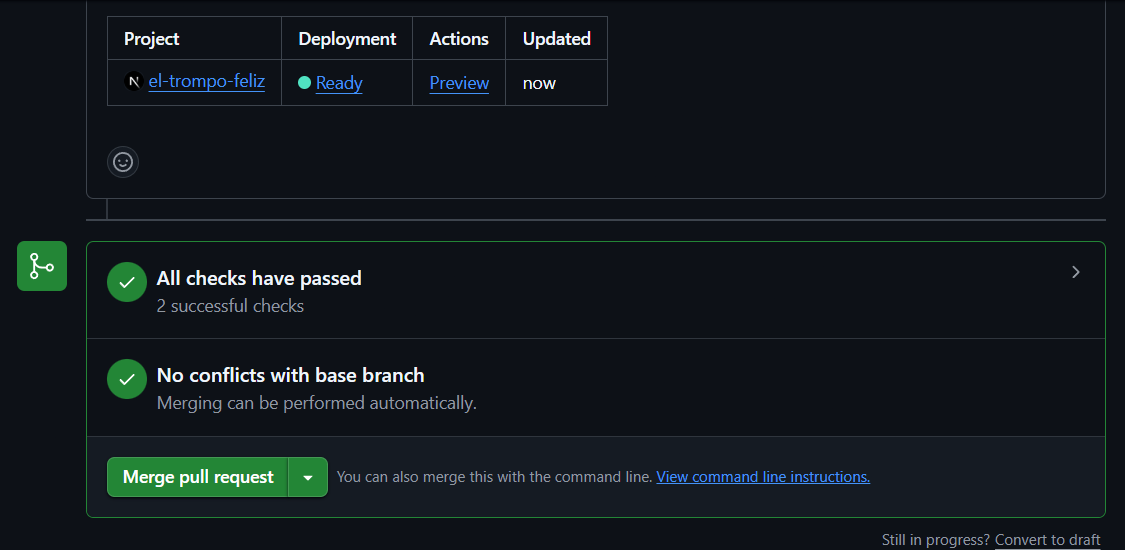 Project Deployment Actions Updated
N el-trompo-feliz Ready Preview now
All checks have passed
2 successful checks
No conflicts with base branch
Merging can be performed automatically.
Merge pull request You can also merge this with the command line. View command line instructions.
Still in progress? Convert to draft